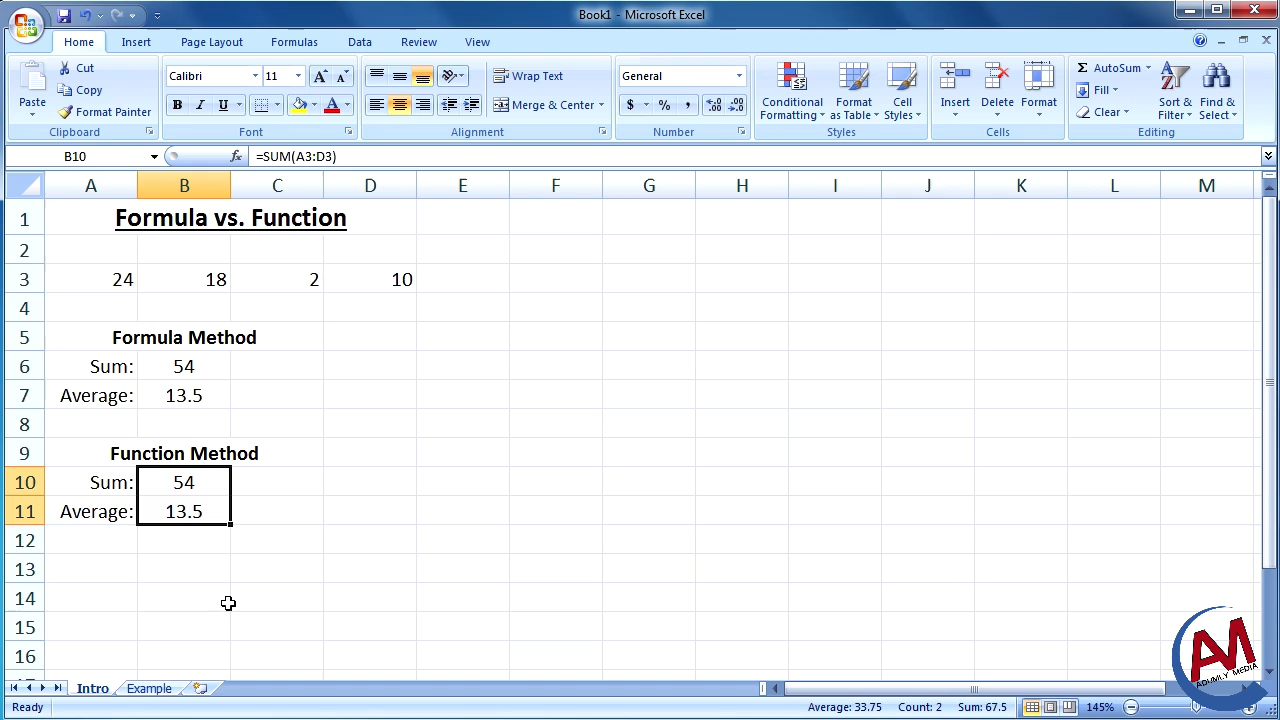 Book1 - Microsoft Excel
Home Insert Page Layout Formulas Data Review View
Paste
Cut
Copy
Format Painter
Clipboard
Calibri 11
B I U
Font
Wrap Text
Merge & Center
Alignment
General
$ % ,
Number
Conditional Formatting
Format as Table
Cell Styles
Styles
Insert Delete Format
Cells
Σ AutoSum
Fill
Clear
Sort & Filter
Find & Select
Editing
B10 fx =SUM(A3:D3)
A B C D E F G H I J K L M
1 Formula vs. Function
2
3 24 18 2 10
4
5 Formula Method
6 Sum: 54
7 Average: 13.5
8
9 Function Method
10 Sum: 54
11 Average: 13.5
12
13
14
15
16
Intro Example
Ready Average: 33.75 Count: 2 Sum: 67.5 145%
AM
ADHMLY MEDIA